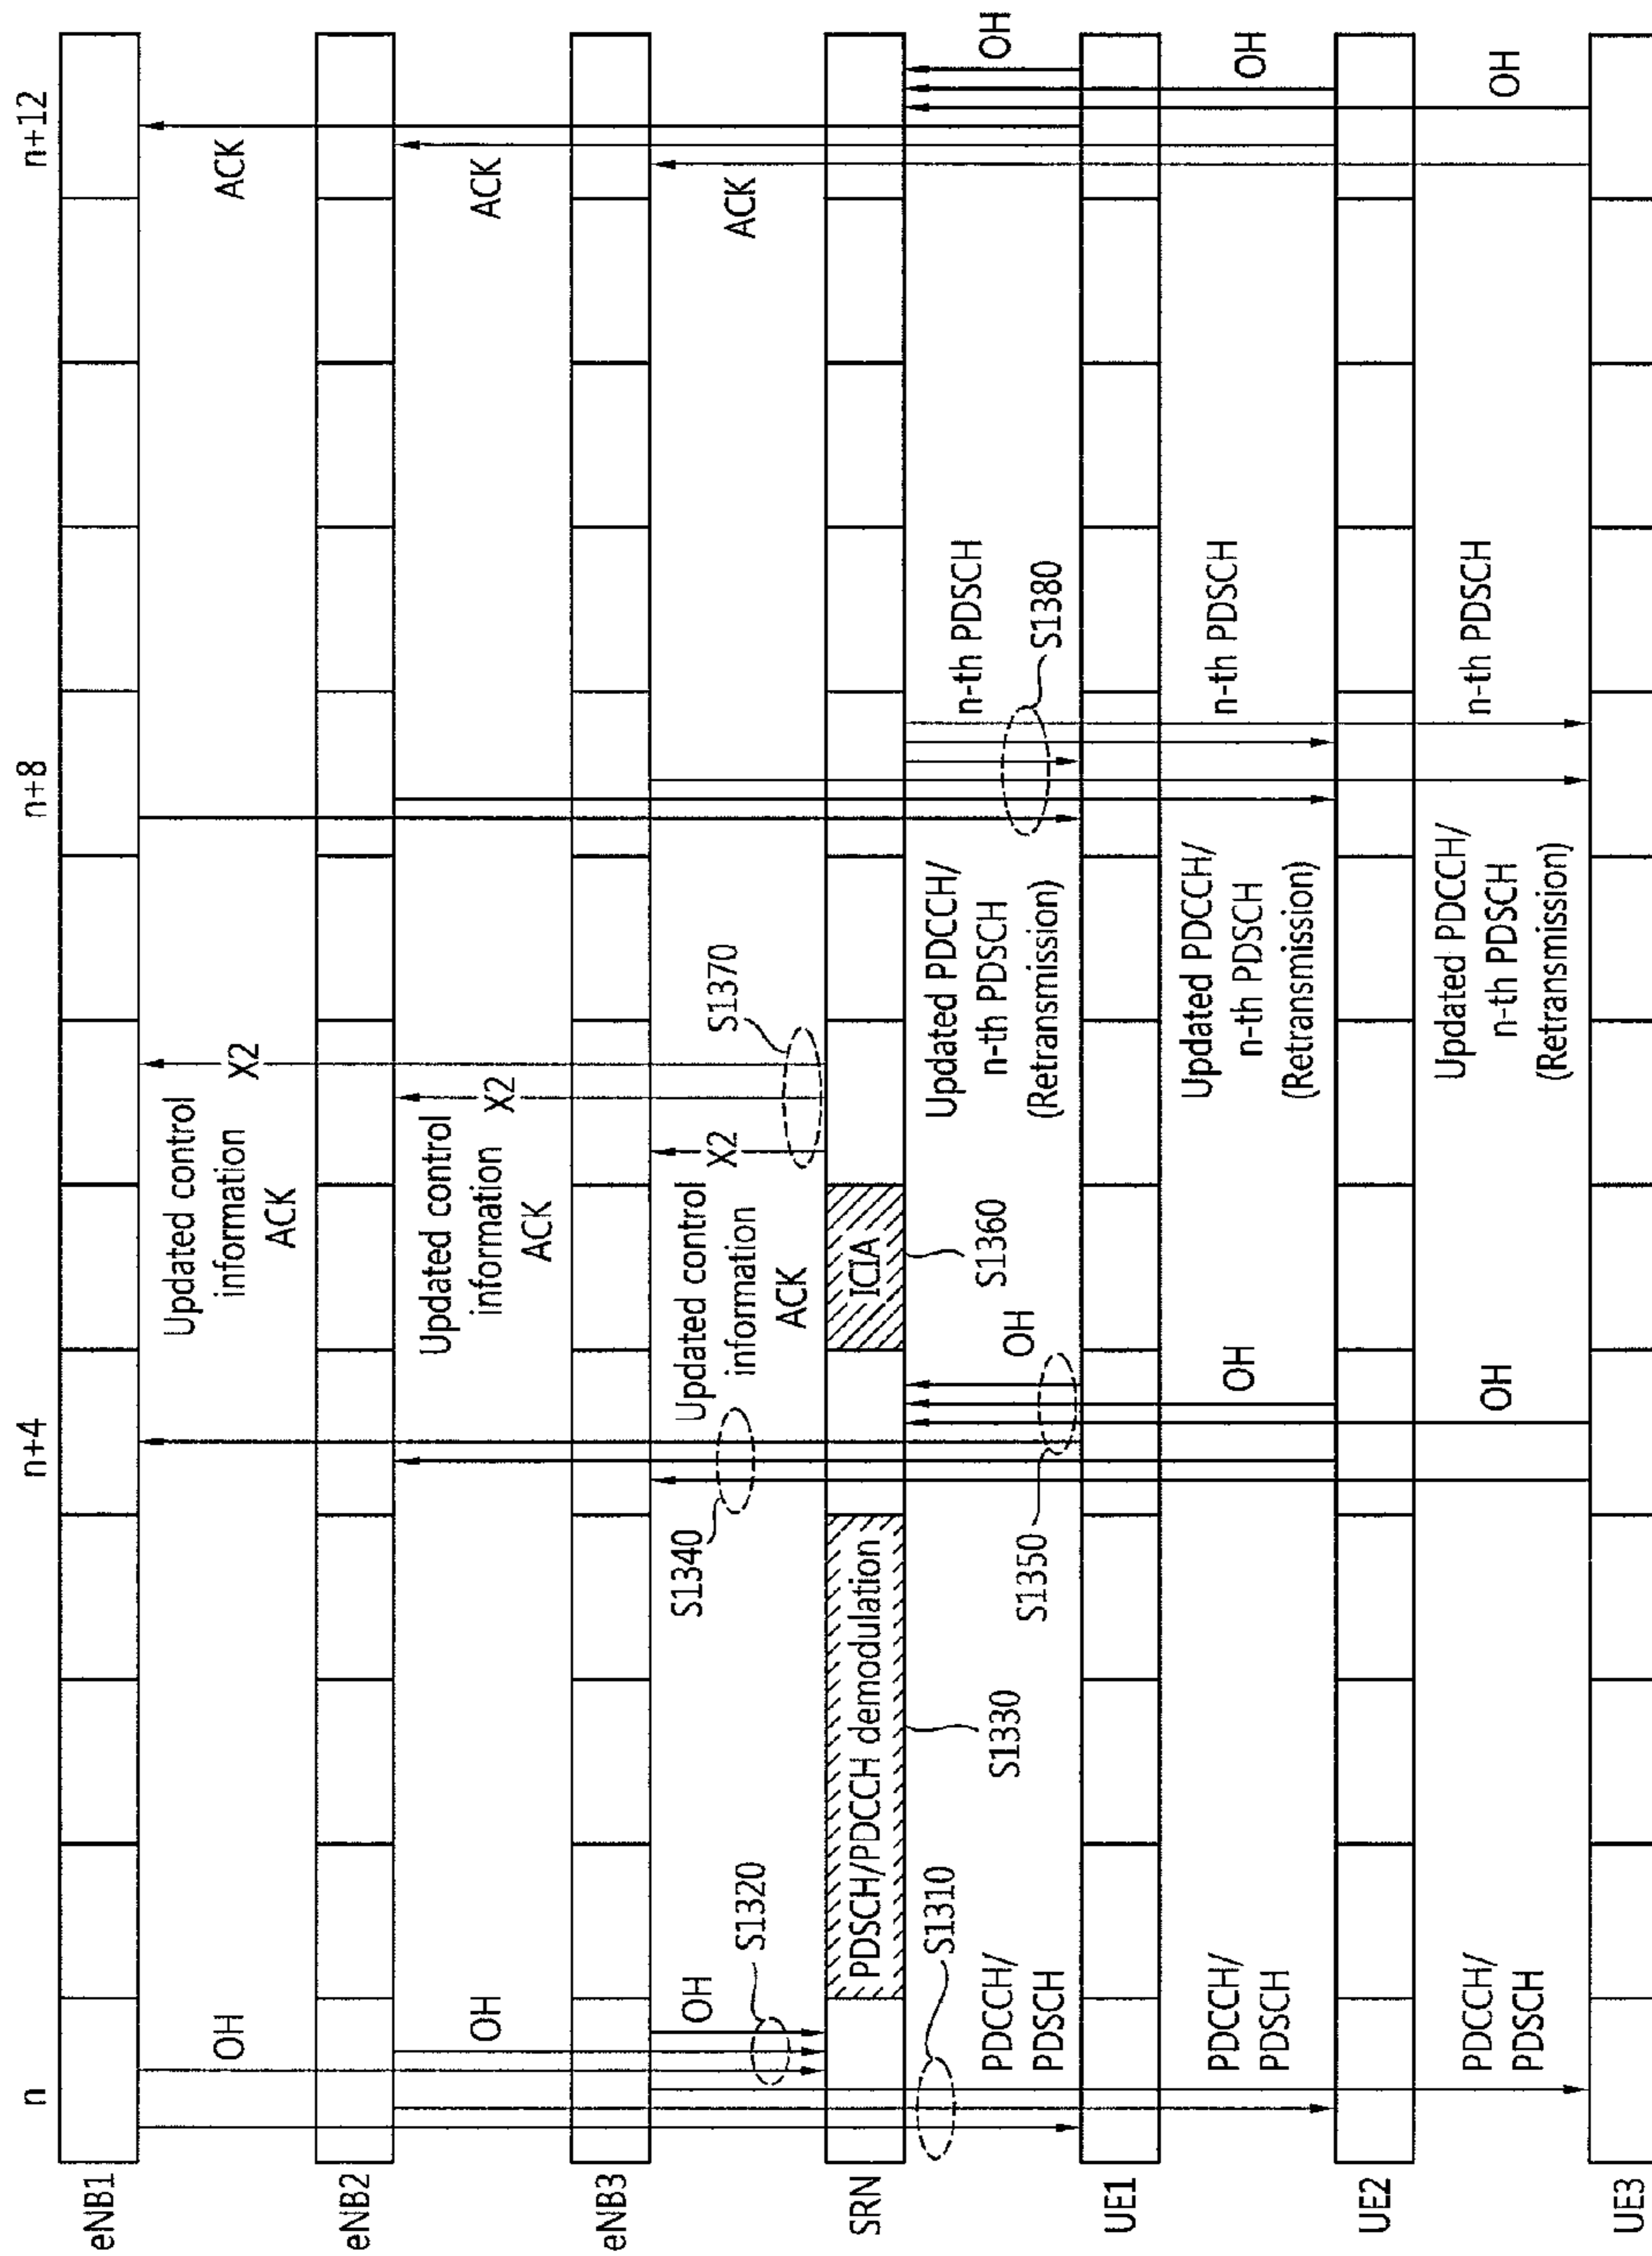 n
n+4
n+8
n+12
eNB1
OH
Updated control
information
ACK
X2
ACK
eNB2
OH
Updated control
information
ACK
X2
ACK
eNB3
OH
S1320
S1340
Updated control
information
ACK
X2
S1370
ACK
SRN
PDSCH/PDCCH demodulation
ICIA
S1310
PDCCH/
PDSCH
S1330
S1350
OH
S1360
Updated PDCCH/
n-th PDSCH
(Retransmission)
n-th PDSCH
S1380
OH
UE1
PDCCH/
PDSCH
OH
Updated PDCCH/
n-th PDSCH
(Retransmission)
n-th PDSCH
OH
UE2
PDCCH/
PDSCH
OH
Updated PDCCH/
n-th PDSCH
(Retransmission)
n-th PDSCH
OH
UE3